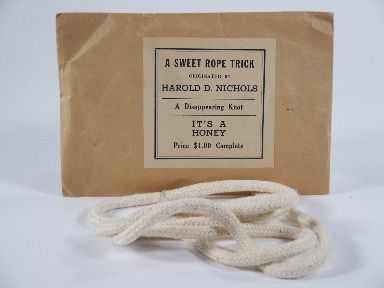 A SWEET ROPE TRICK
ORIGINATED BY
HAROLD D. NICHOLS
A Disappearing Knot
IT'S A
HONEY
Price $1.00 Complete